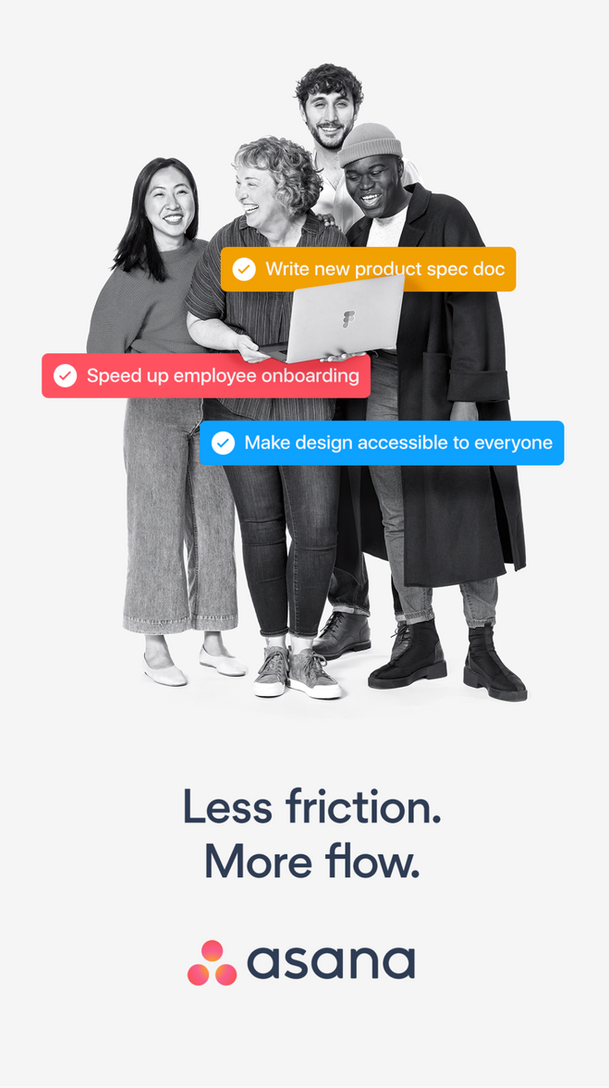 Write new product spec doc
Speed up employee onboarding
Make design accessible to everyone
Less friction.
More flow.
asana